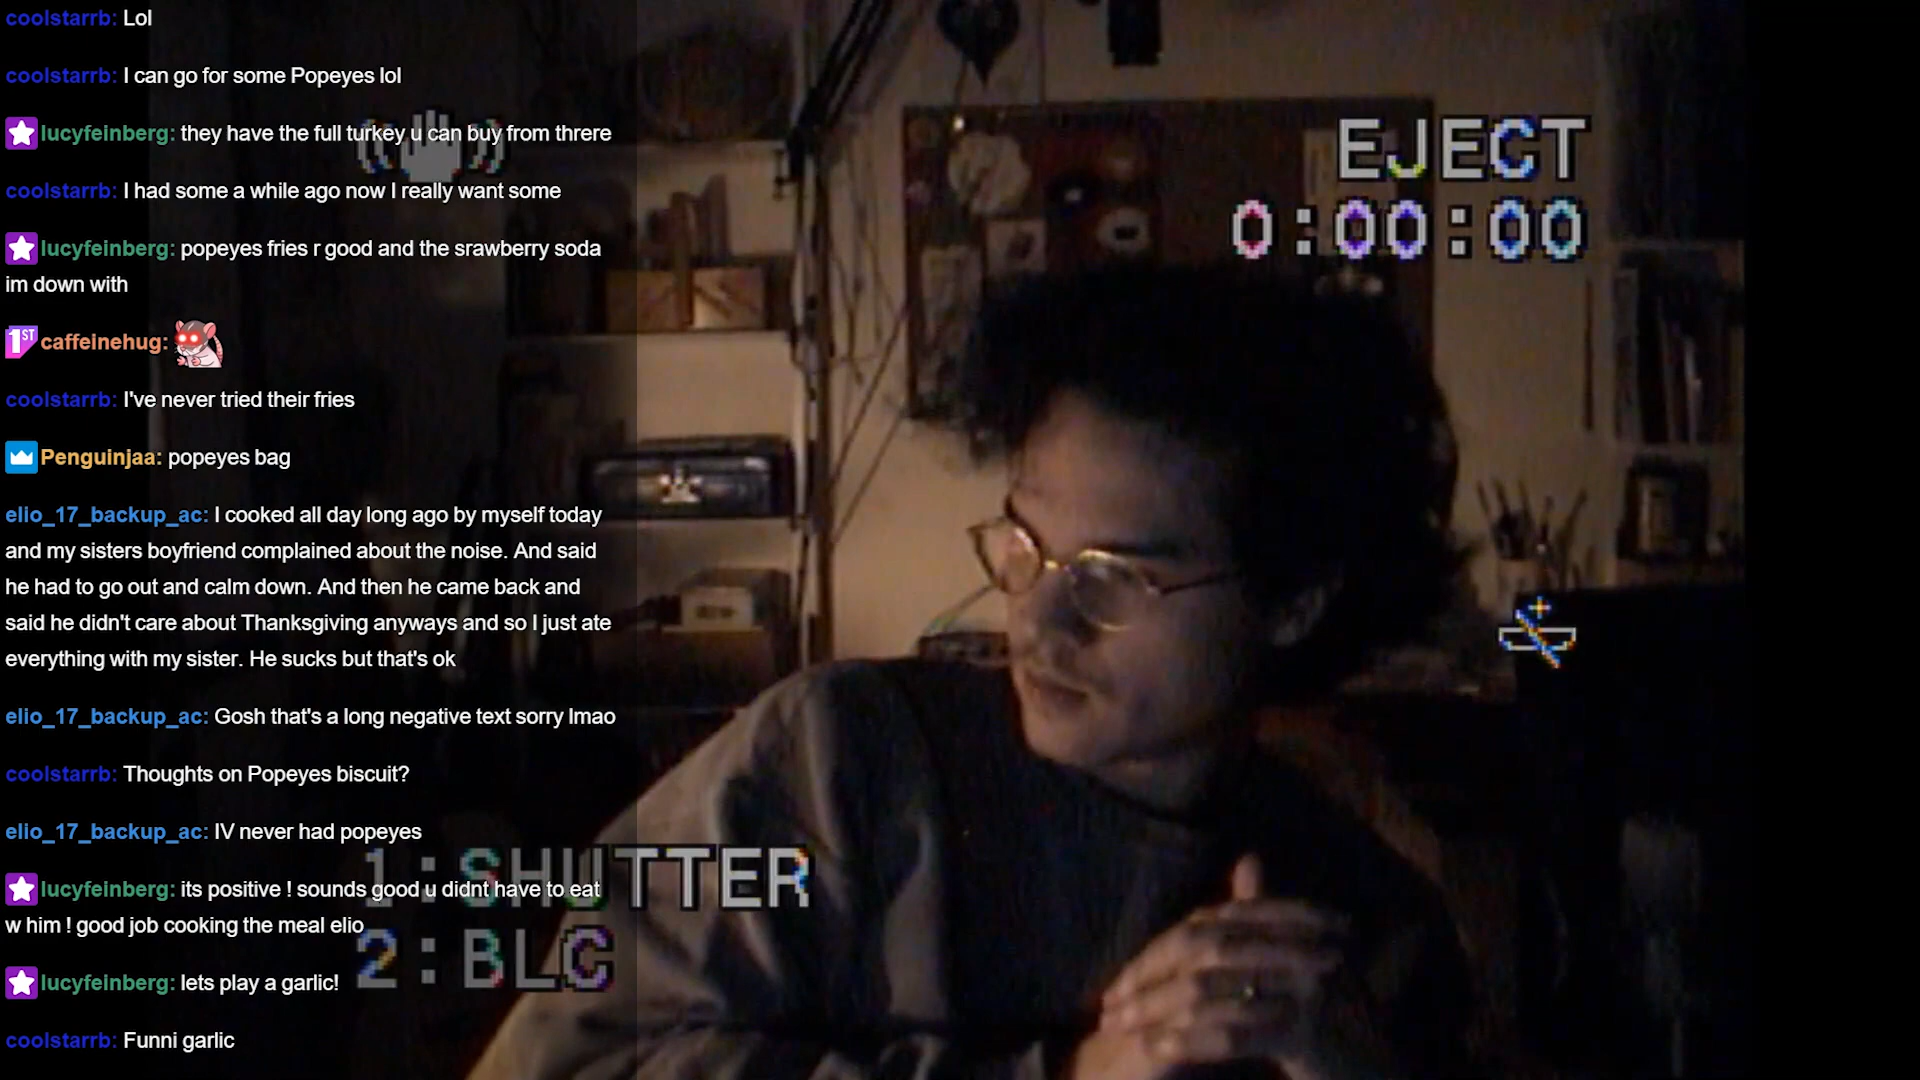 coolstarrb: Lol
coolstarrb: I can go for some Popeyes lol
lucyfeinberg: they have the full turkey u can buy from threre
coolstarrb: I had some a while ago now I really want some
lucyfeinberg: popeyes fries r good and the srawberry soda
im down with
1ST caffeinehug:
coolstarrb: I've never tried their fries
Penguinjaa: popeyes bag
elio_17_backup_ac: I cooked all day long ago by myself today
and my sisters boyfriend complained about the noise. And said
he had to go out and calm down. And then he came back and
said he didn't care about Thanksgiving anyways and so I just ate
everything with my sister. He sucks but that's ok
elio_17_backup_ac: Gosh that's a long negative text sorry lmao
coolstarrb: Thoughts on Popeyes biscuit?
elio_17_backup_ac: IV never had popeyes
lucyfeinberg: its positive ! sounds good u didnt have to eat
w him ! good job cooking the meal elio
lucyfeinberg: lets play a garlic!
coolstarrb: Funni garlic
EJECT
0:00:00
1:SHUTTER
2:BLC